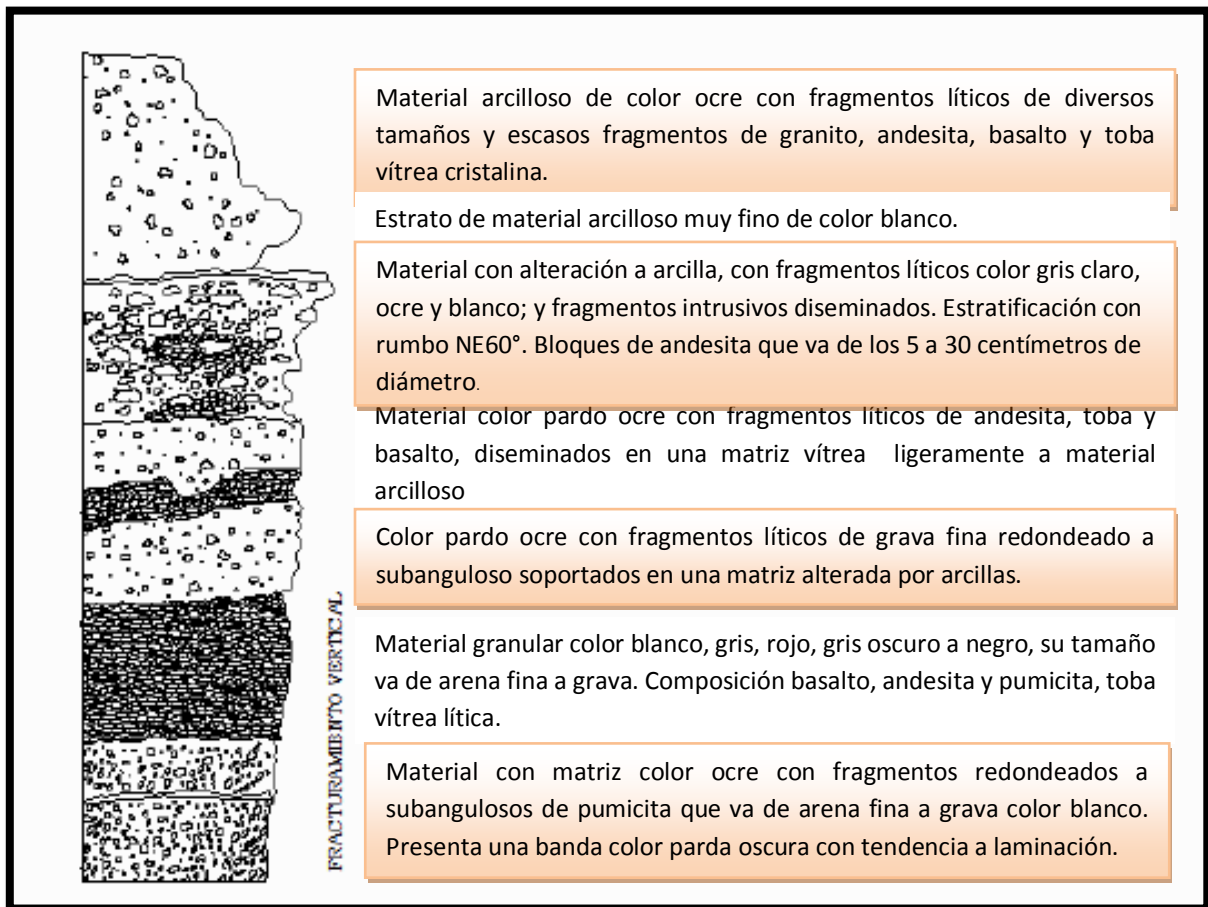 Material arcilloso de color ocre con fragmentos líticos de diversos
tamaños y escasos fragmentos de granito, andesita, basalto y toba
vítrea cristalina.
Estrato de material arcilloso muy fino de color blanco.
Material con alteración a arcilla, con fragmentos líticos color gris claro,
ocre y blanco; y fragmentos intrusivos diseminados. Estratificación con
rumbo NE60°. Bloques de andesita que va de los 5 a 30 centímetros de
diámetro.
Material color pardo ocre con fragmentos líticos de andesita, toba y
basalto, diseminados en una matriz vítrea ligeramente a material
arcilloso
Color pardo ocre con fragmentos líticos de grava fina redondeado a
subanguloso soportados en una matriz alterada por arcillas.
FRACTURAMIENTO VERTICAL
Material granular color blanco, gris, rojo, gris oscuro a negro, su tamaño
va de arena fina a grava. Composición basalto, andesita y pumicita, toba
vítrea lítica.
Material con matriz color ocre con fragmentos redondeados a
subangulosos de pumicita que va de arena fina a grava color blanco.
Presenta una banda color parda oscura con tendencia a laminación.